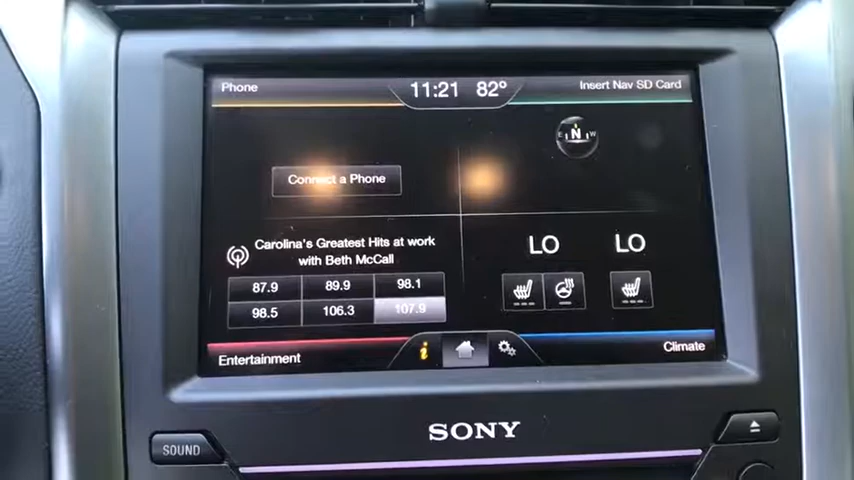 Phone
11:21 82°
Insert Nav SD Card
E N W
Connect a Phone
Carolina's Greatest Hits at work
with Beth McCall
87.9 89.9 98.1
98.5 106.3 107.9
LO LO
Entertainment
i
Climate
SONY
SOUND